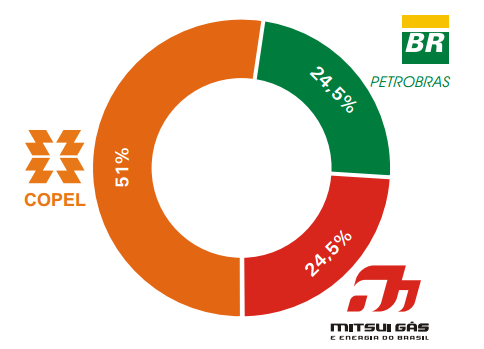 BR
PETROBRAS
24,5%
51%
COPEL
24,5%
MITSUI GÁS
E ENERGIA DO BRASIL